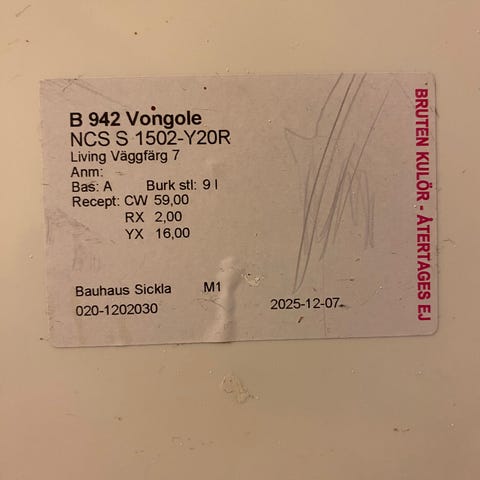 B 942 Vongole
NCS S 1502-Y20R
Living Väggfärg 7
Anm:
Bas: A Burk stl: 9 l
Recept: CW 59,00
RX 2,00
YX 16,00
Bauhaus Sickla M1
020-1202030 2025-12-07
BRUTEN KULÖR - ÅTERTAGES EJ